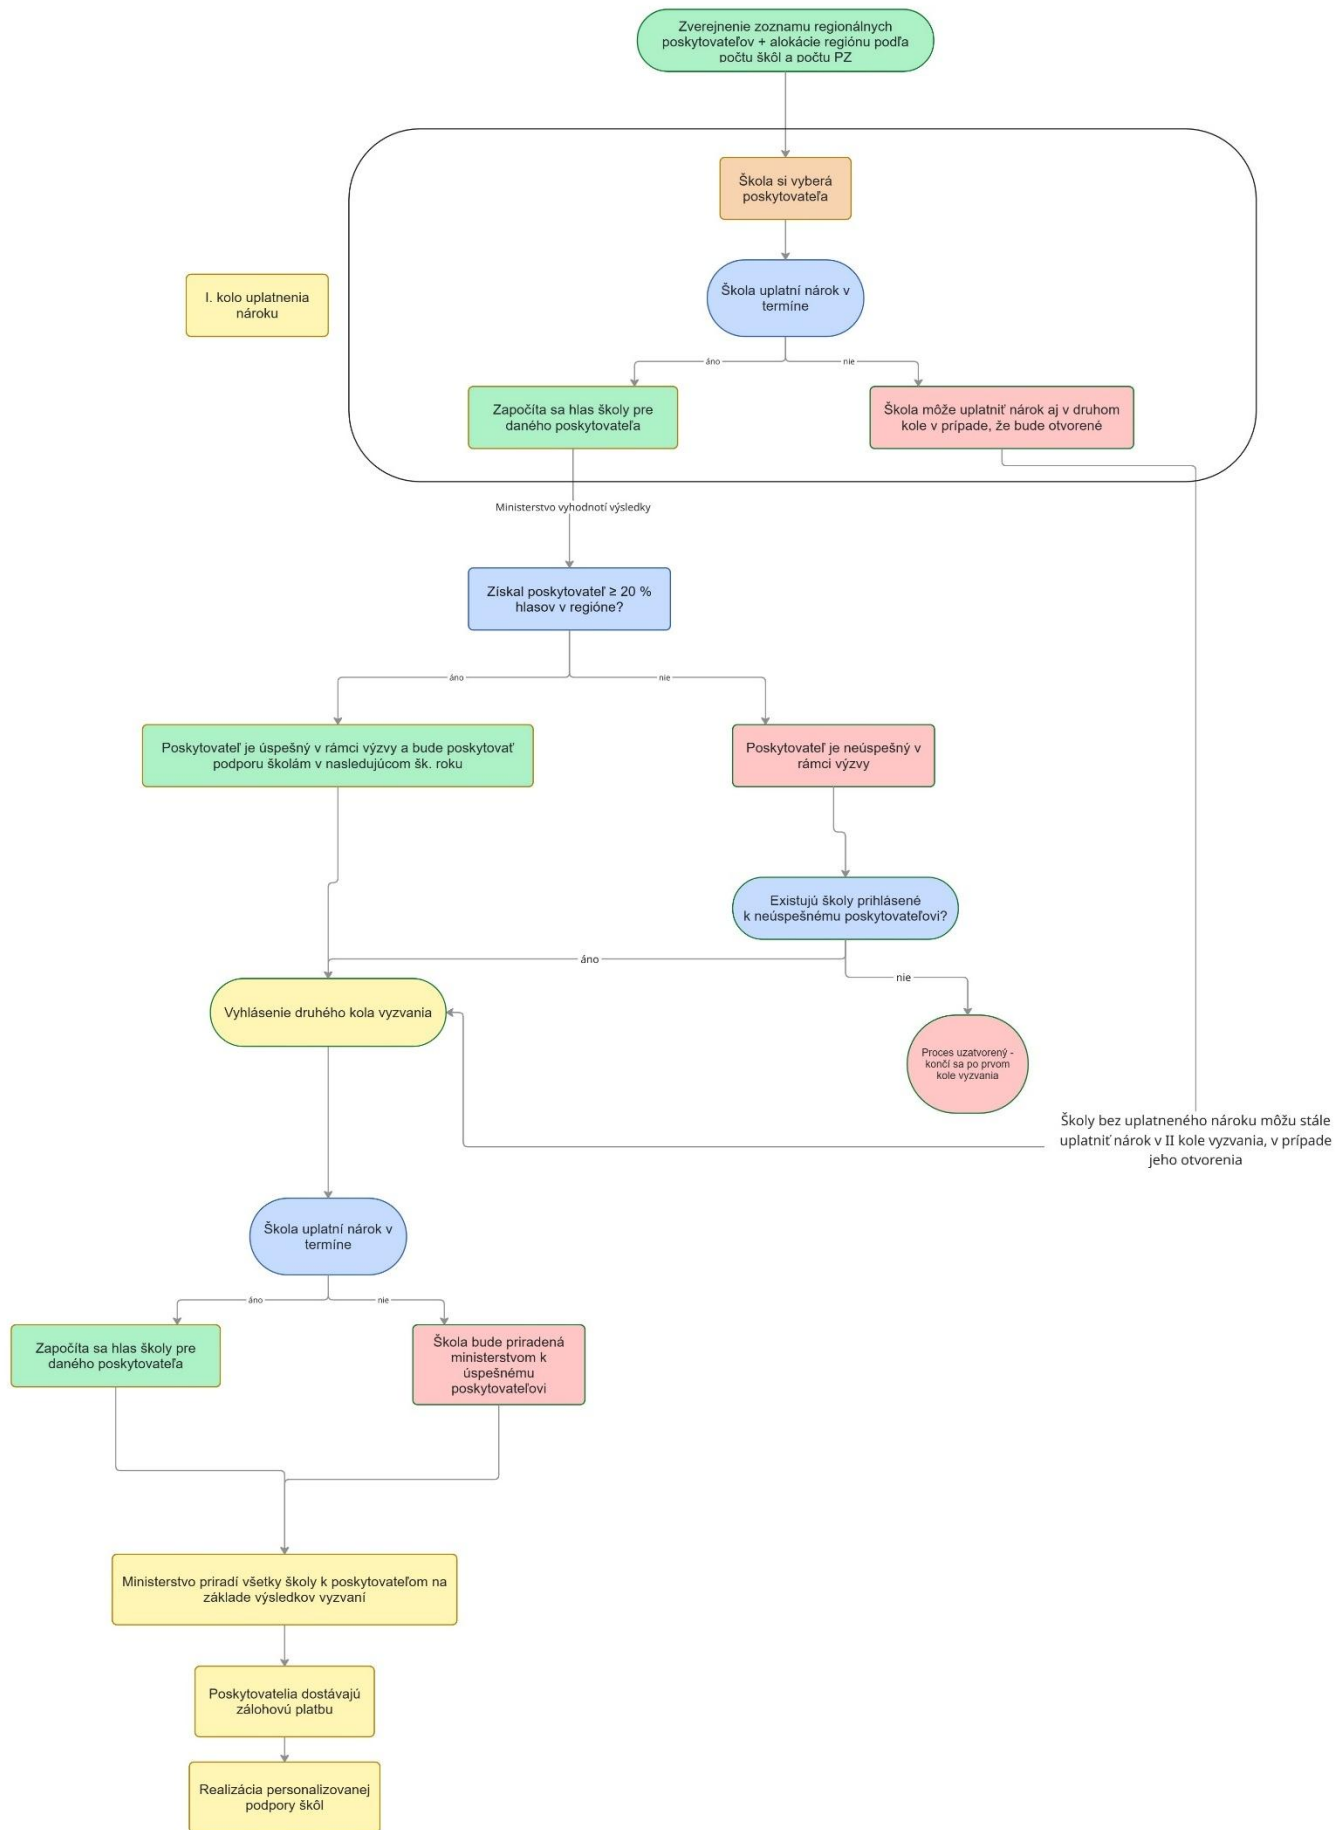 Zverejnenie zoznamu regionálnych
poskytovateľov + alokácie regiónu podľa
počtu škôl a počtu PZ
Škola si vyberá
poskytovateľa
I. kolo uplatnenia
nároku
Škola uplatní nárok v
termíne
áno
nie
Započíta sa hlas školy pre
daného poskytovateľa
Škola môže uplatniť nárok aj v druhom
kole v prípade, že bude otvorené
Ministerstvo vyhodnotí výsledky
Získal poskytovateľ ≥ 20 %
hlasov v regióne?
áno
nie
Poskytovateľ je úspešný v rámci výzvy a bude poskytovať
podporu školám v nasledujúcom šk. roku
Poskytovateľ je neúspešný v
rámci výzvy
Existujú školy prihlásené
k neúspešnému poskytovateľovi?
áno
nie
Vyhlásenie druhého kola vyzvania
Proces uzatvorený -
končí sa po prvom
kole vyzvania
Školy bez uplatneného nároku môžu stále
uplatniť nárok v II kole vyzvania, v prípade
jeho otvorenia
Škola uplatní nárok v
termíne
áno
nie
Započíta sa hlas školy pre
daného poskytovateľa
Škola bude priradená
ministerstvom k
úspešnému
poskytovateľovi
Ministerstvo priradí všetky školy k poskytovateľom na
základe výsledkov vyzvaní
Poskytovatelia dostávajú
zálohovú platbu
Realizácia personalizovanej
podpory škôl